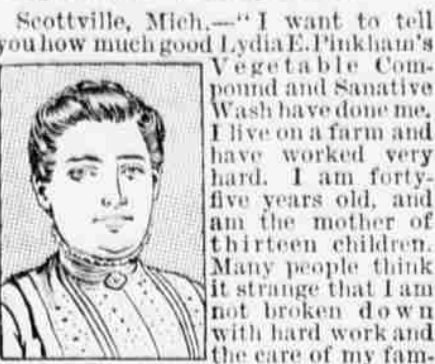 Scottville, Mich.—"I want to tell
you how much good Lydia E. Pinkham's
Vegetable Com-
pound and Sanative
Wash have done me.
I live on a farm and
have worked very
hard. I am forty-
five years old, and
am the mother of
thirteen children.
Many people think
it strange that I am
not broken down
with hard work and
the care of my fam